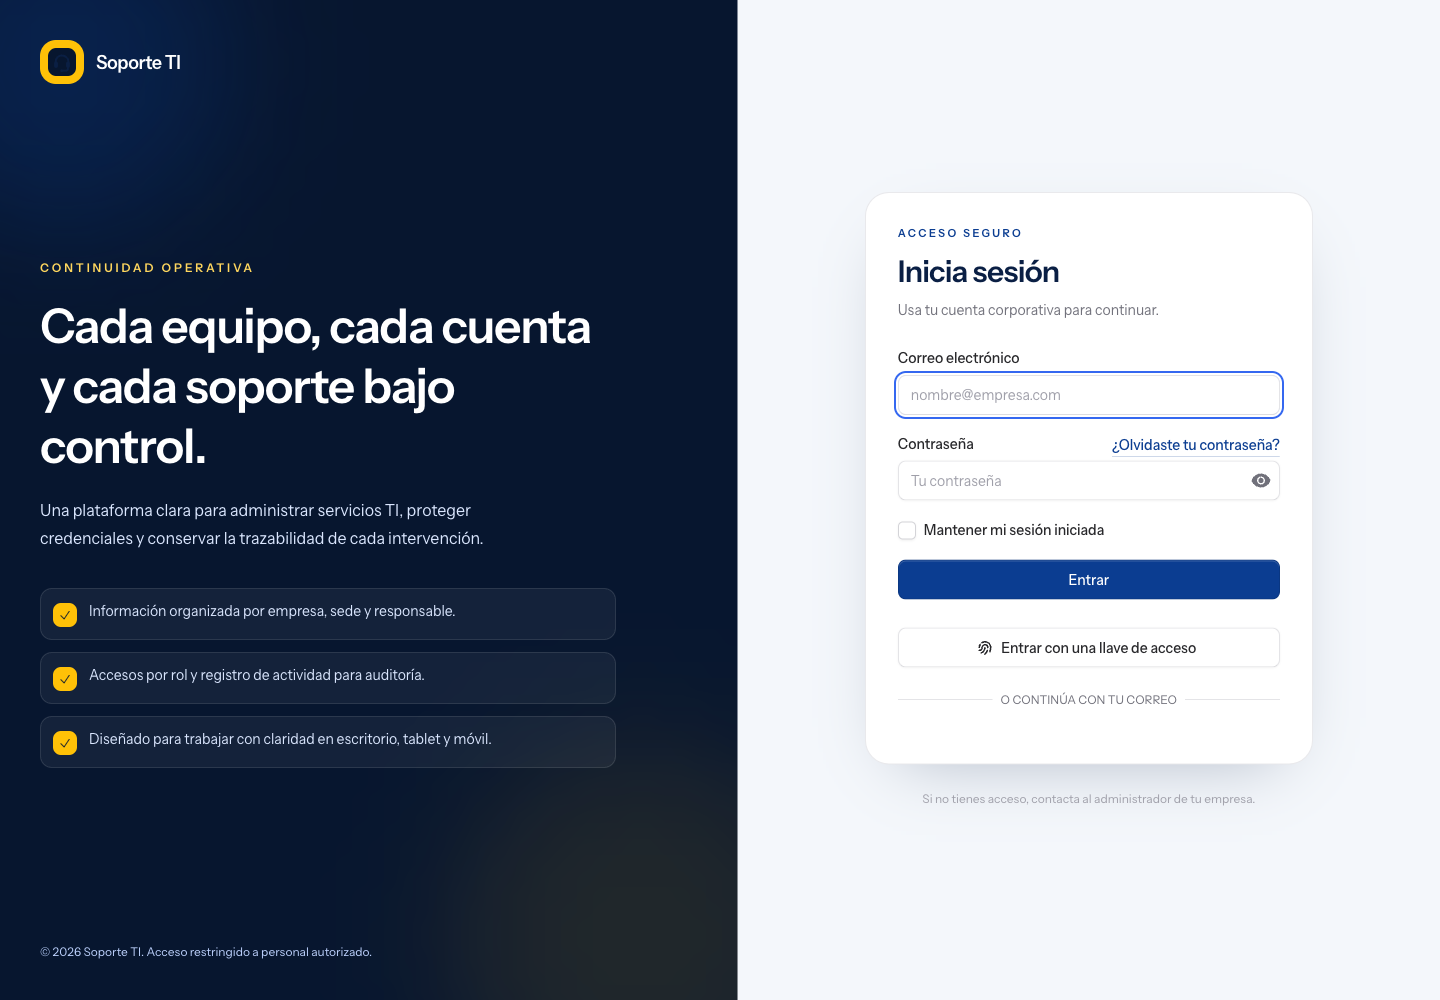 Soporte TI
CONTINUIDAD OPERATIVA
Cada equipo, cada cuenta
y cada soporte bajo
control.
Una plataforma clara para administrar servicios TI, proteger
credenciales y conservar la trazabilidad de cada intervención.
Información organizada por empresa, sede y responsable.
Accesos por rol y registro de actividad para auditoría.
Diseñado para trabajar con claridad en escritorio, tablet y móvil.
© 2026 Soporte TI. Acceso restringido a personal autorizado.
ACCESO SEGURO
Inicia sesión
Usa tu cuenta corporativa para continuar.
Correo electrónico
nombre@empresa.com
Contraseña ¿Olvidaste tu contraseña?
Tu contraseña
Mantener mi sesión iniciada
Entrar
Entrar con una llave de acceso
O CONTINÚA CON TU CORREO
Si no tienes acceso, contacta al administrador de tu empresa.